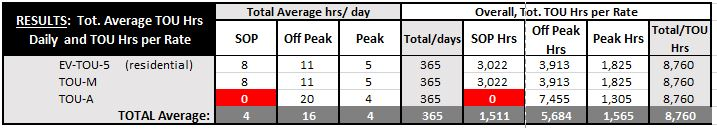 RESULTS: Tot. Average TOU Hrs Daily and TOU Hrs per Rate
Total Average hrs/ day
Overall, Tot. TOU Hrs per Rate
SOP Off Peak Peak Total/days SOP Hrs Off Peak Hrs Peak Hrs Total/TOU Hrs
EV-TOU-5 (residential) 8 11 5 365 3,022 3,913 1,825 8,760
TOU-M 8 11 5 365 3,022 3,913 1,825 8,760
TOU-A 0 20 4 365 0 7,455 1,305 8,760
TOTAL Average: 4 16 4 365 1,511 5,684 1,565 8,760